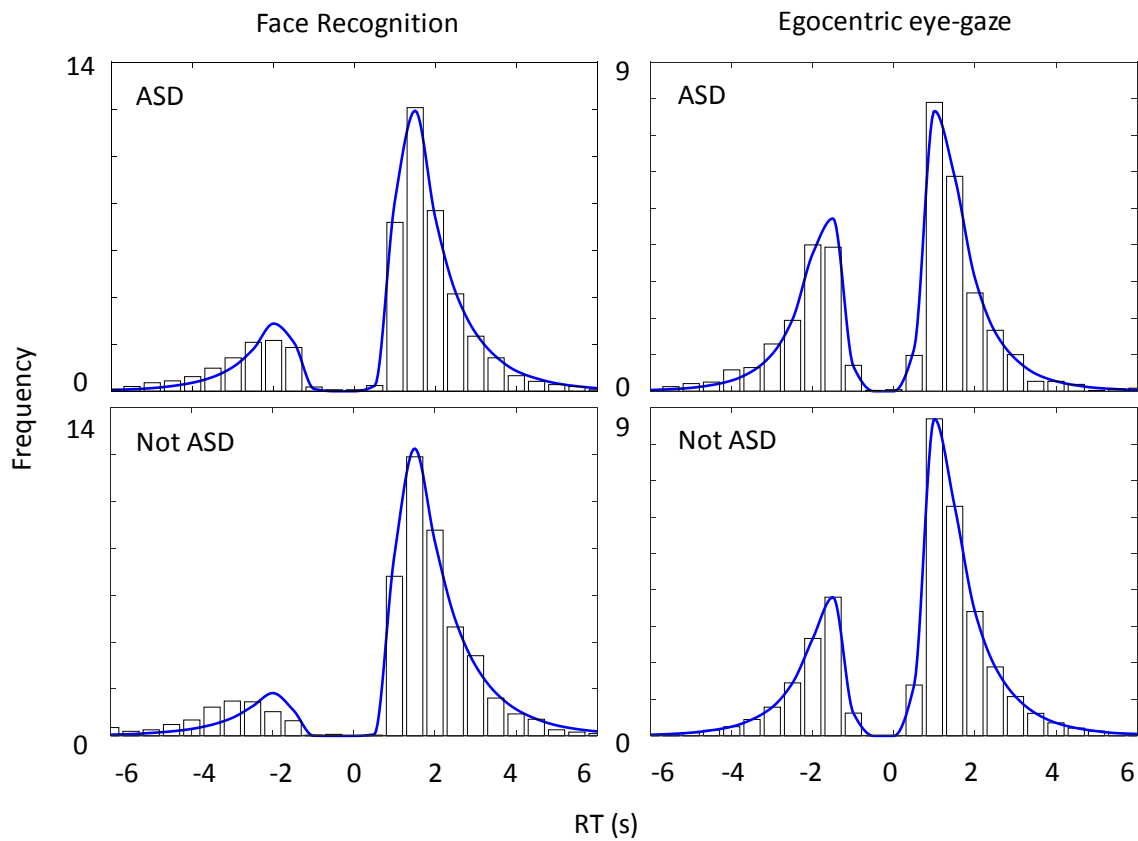 Face Recognition
Egocentric eye-gaze
14
ASD
0
9
ASD
0
Frequency
14
Not ASD
0
9
Not ASD
0
-6 -4 -2 0 2 4 6
-6 -4 -2 0 2 4 6
RT (s)